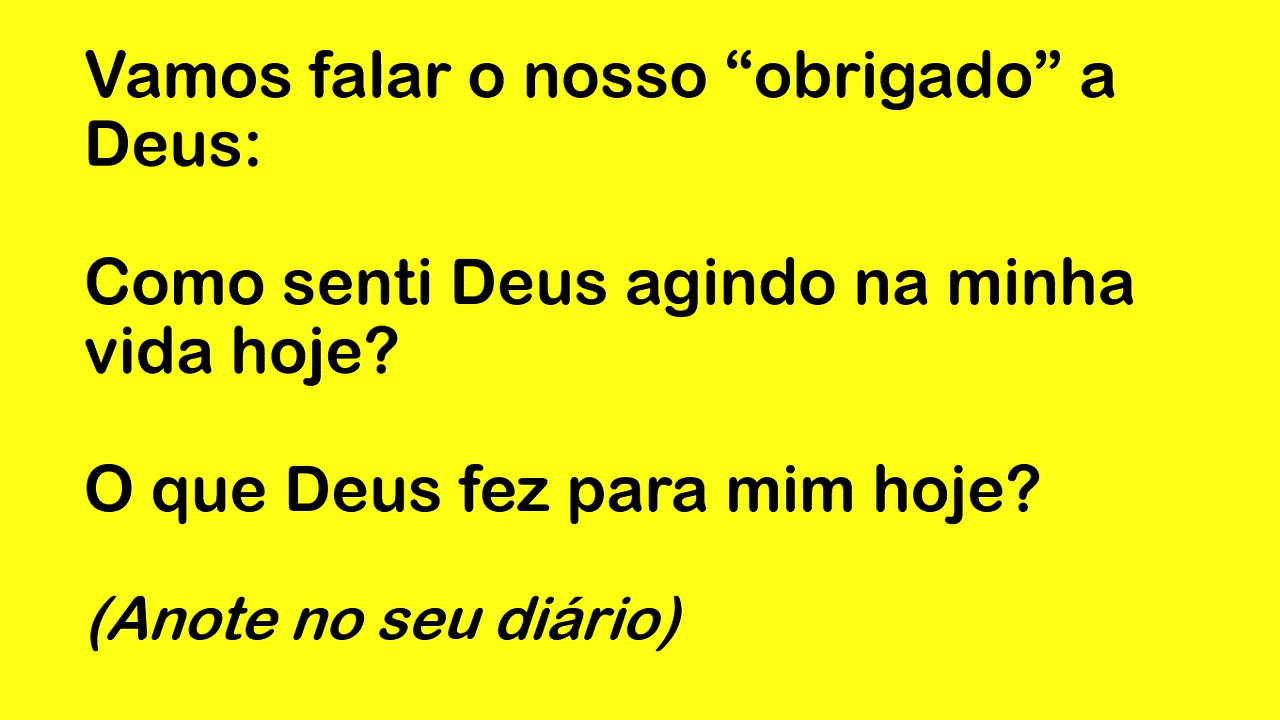 Vamos falar o nosso “obrigado” a
Deus:
Como senti Deus agindo na minha
vida hoje?
O que Deus fez para mim hoje?
(Anote no seu diário)